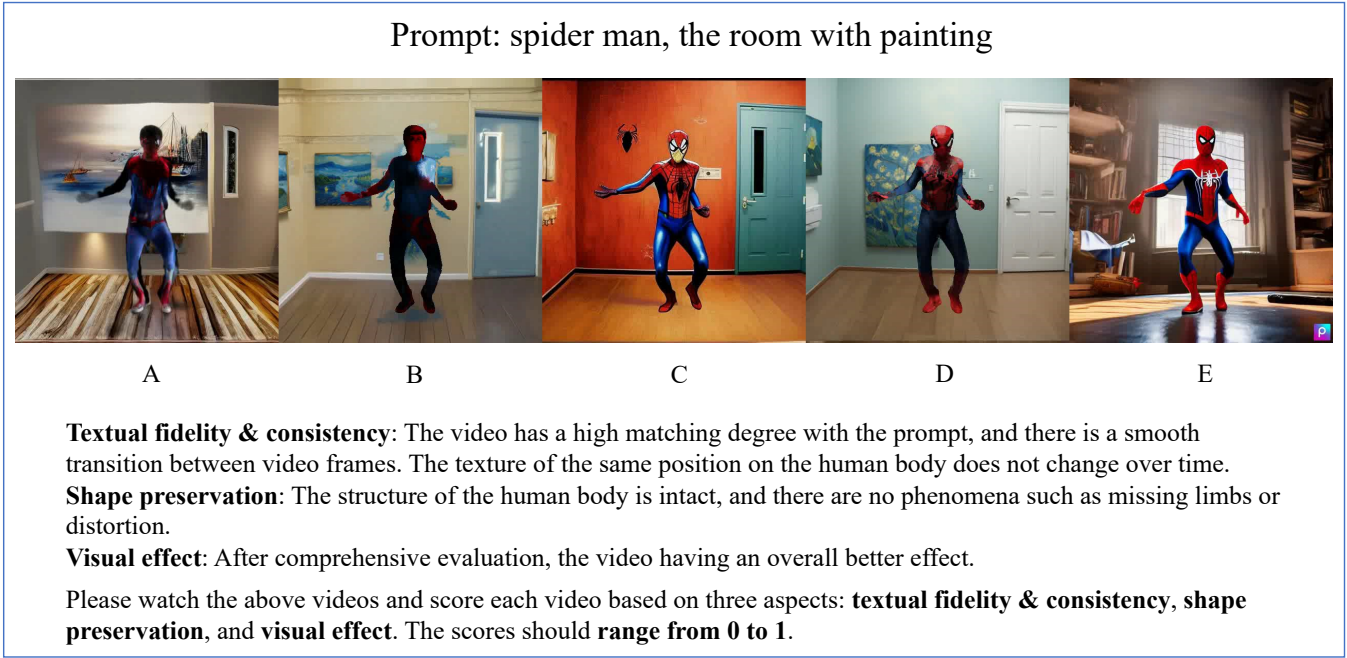 Prompt: spider man, the room with painting
A
B
C
D
E
Textual fidelity & consistency: The video has a high matching degree with the prompt, and there is a smooth
transition between video frames. The texture of the same position on the human body does not change over time.
Shape preservation: The structure of the human body is intact, and there are no phenomena such as missing limbs or
distortion.
Visual effect: After comprehensive evaluation, the video having an overall better effect.
Please watch the above videos and score each video based on three aspects: textual fidelity & consistency, shape
preservation, and visual effect. The scores should range from 0 to 1.